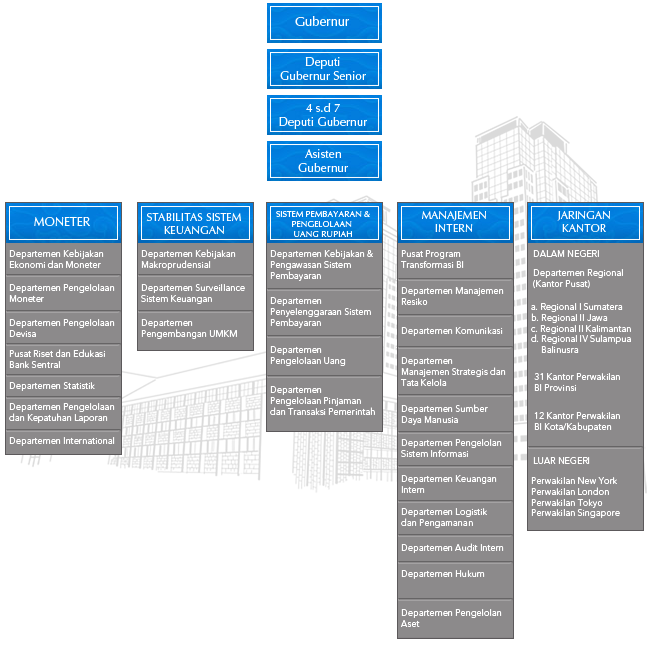 Gubernur
Deputi
Gubernur Senior
4 s.d 7
Deputi Gubernur
Asisten
Gubernur
MONETER
Departemen Kebijakan
Ekonomi dan Moneter
Departemen Pengelolaan
Moneter
Departemen Pengelolaan
Devisa
Pusat Riset dan Edukasi
Bank Sentral
Departemen Statistik
Departemen Pengelolaan
dan Kepatuhan Laporan
Departemen International
STABILITAS SISTEM
KEUANGAN
Departemen Kebijakan
Makroprudensial
Departemen Surveillance
Sistem Keuangan
Departemen
Pengembangan UMKM
SISTEM PEMBAYARAN &
PENGELOLAAN
UANG RUPIAH
Departemen Kebijakan &
Pengawasan Sistem
Pembayaran
Departemen
Penyelenggaraan Sistem
Pembayaran
Departemen
Pengelolaan Uang
Departemen
Pengelolaan Pinjaman
dan Transaksi Pemerintah
MANAJEMEN
INTERN
Pusat Program
Transformasi BI
Departemen Manajemen
Resiko
Departemen Komunikasi
Departemen
Manajemen Strategis dan
Tata Kelola
Departemen Sumber
Daya Manusia
Departemen Pengelolan
Sistem Informasi
Departemen Keuangan
Intern
Departemen Logistik
dan Pengamanan
Departemen Audit Intern
Departemen Hukum
Departemen Pengelolan
Aset
JARINGAN
KANTOR
DALAM NEGERI
Departemen Regional
(Kantor Pusat)
a. Regional I Sumatera
b. Regional II Jawa
c. Regional II Kalimantan
d. Regional IV Sulampua
Balinusra
31 Kantor Perwakilan
BI Provinsi
12 Kantor Perwakilan
BI Kota/Kabupaten
LUAR NEGERI
Perwakilan New York
Perwakilan London
Perwakilan Tokyo
Perwakilan Singapore